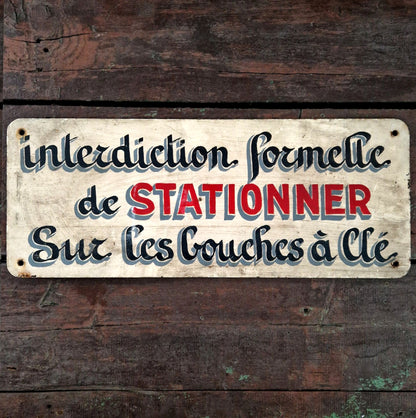 interdiction formelle
de STATIONNER
Sur les bouches à Clé